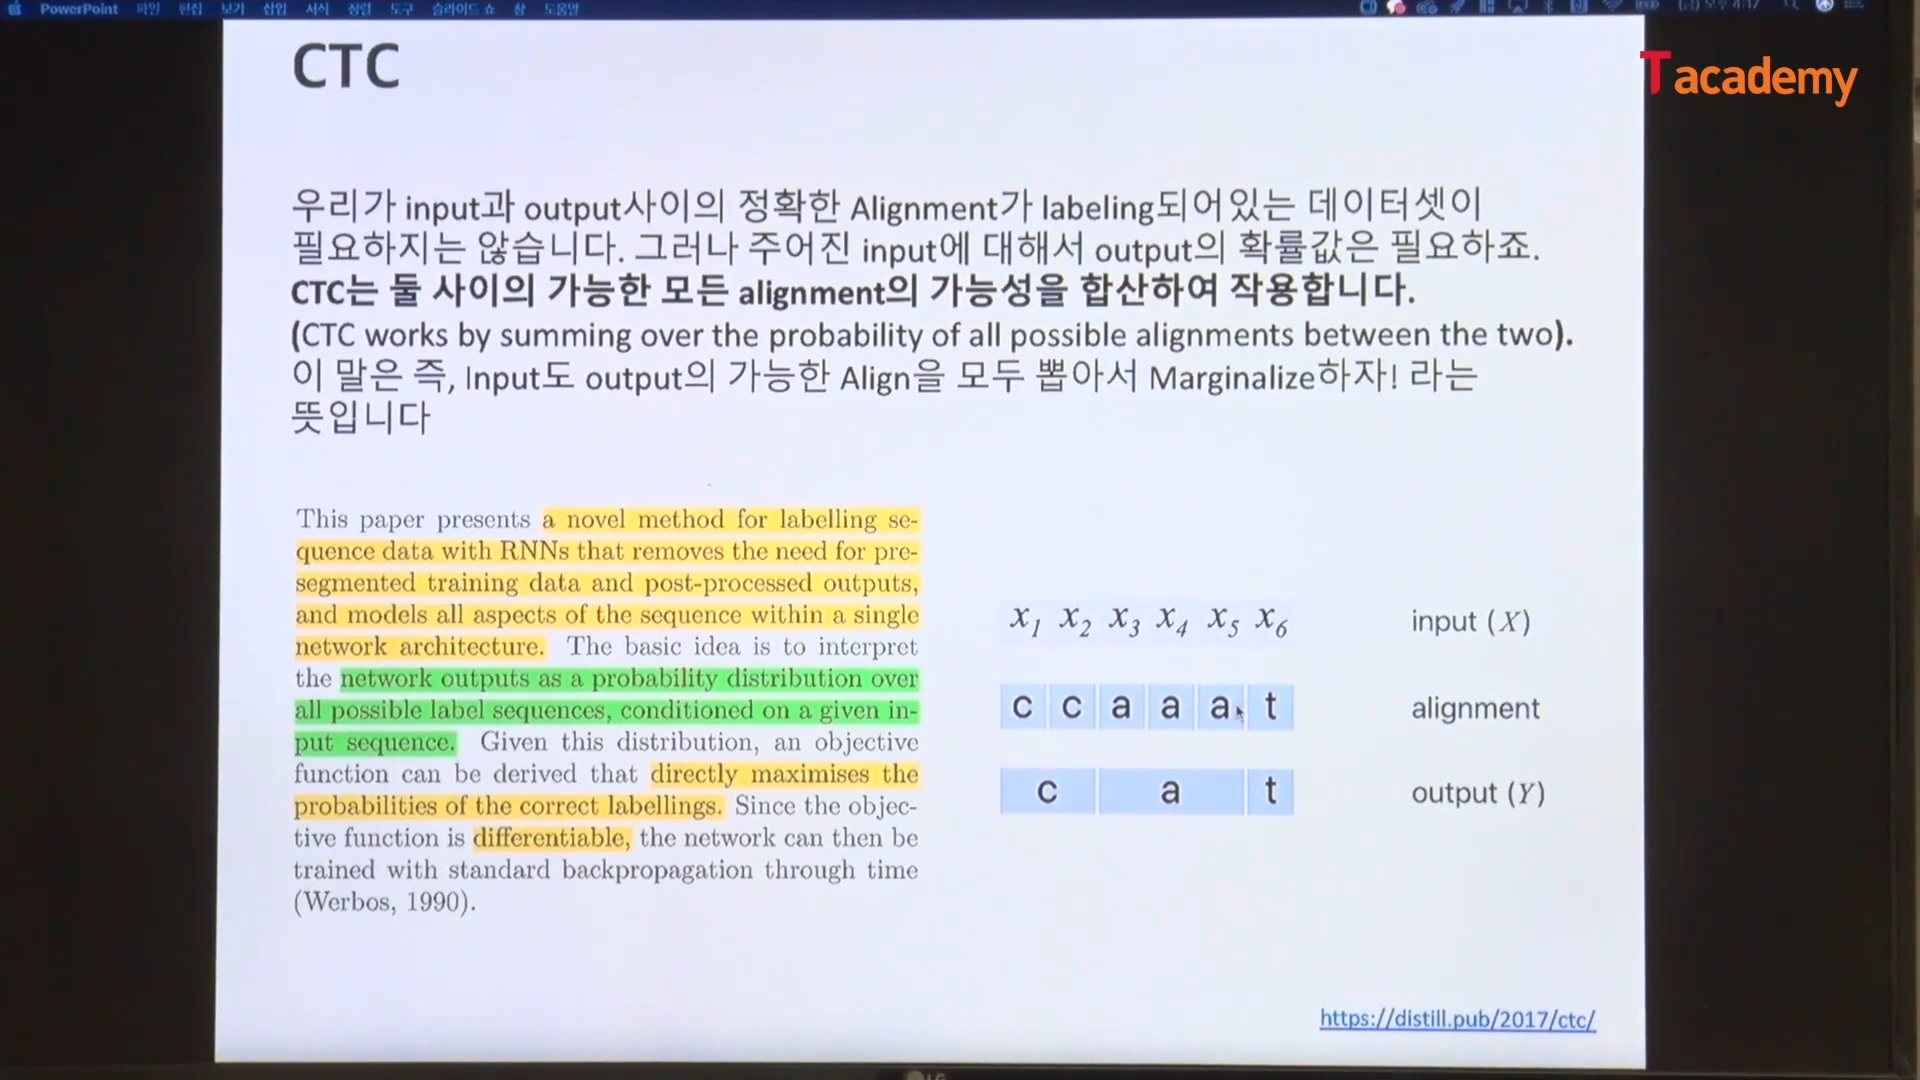 PowerPoint 파일 편집 보기 삽입 서식 정렬 도구 슬라이드 쇼 창 도움말
CTC
T academy
우리가 input과 output사이의 정확한 Alignment가 labeling되어있는 데이터셋이
필요하지는 않습니다. 그러나 주어진 input에 대해서 output의 확률값은 필요하죠.
CTC는 둘 사이의 가능한 모든 alignment의 가능성을 합산하여 작용합니다.
(CTC works by summing over the probability of all possible alignments between the two).
이 말은 즉, Input도 output의 가능한 Align을 모두 뽑아서 Marginalize하자! 라는
뜻입니다
This paper presents a novel method for labelling se-
quence data with RNNs that removes the need for pre-
segmented training data and post-processed outputs,
and models all aspects of the sequence within a single
network architecture. The basic idea is to interpret
the network outputs as a probability distribution over
all possible label sequences, conditioned on a given in-
put sequence. Given this distribution, an objective
function can be derived that directly maximises the
probabilities of the correct labellings. Since the objec-
tive function is differentiable, the network can then be
trained with standard backpropagation through time
(Werbos, 1990).
x1 x2 x3 x4 x5 x6 input (X)
c c a a a t alignment
c a t output (Y)
https://distill.pub/2017/ctc/